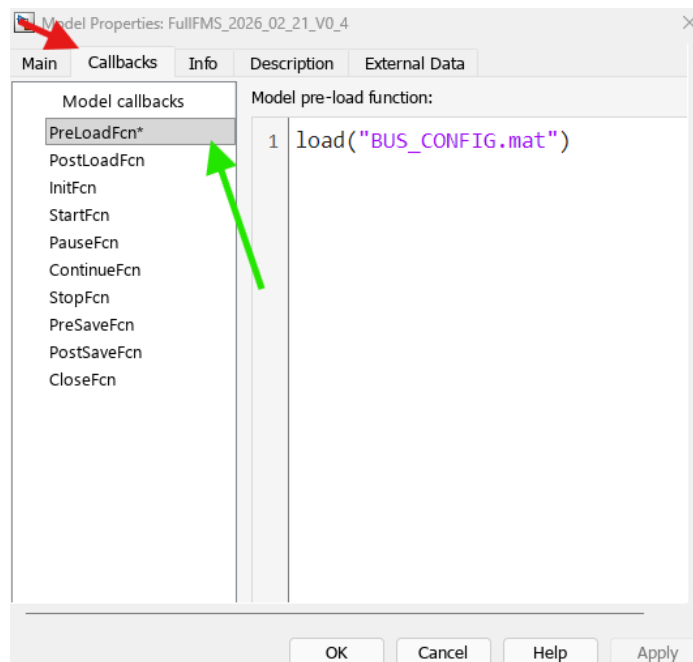 Model Properties: FullFMS_2026_02_21_V0_4
Main Callbacks Info Description External Data
Model callbacks
PreLoadFcn*
PostLoadFcn
InitFcn
StartFcn
PauseFcn
ContinueFcn
StopFcn
PreSaveFcn
PostSaveFcn
CloseFcn
Model pre-load function:
1 load("BUS_CONFIG.mat")
OK Cancel Help Apply